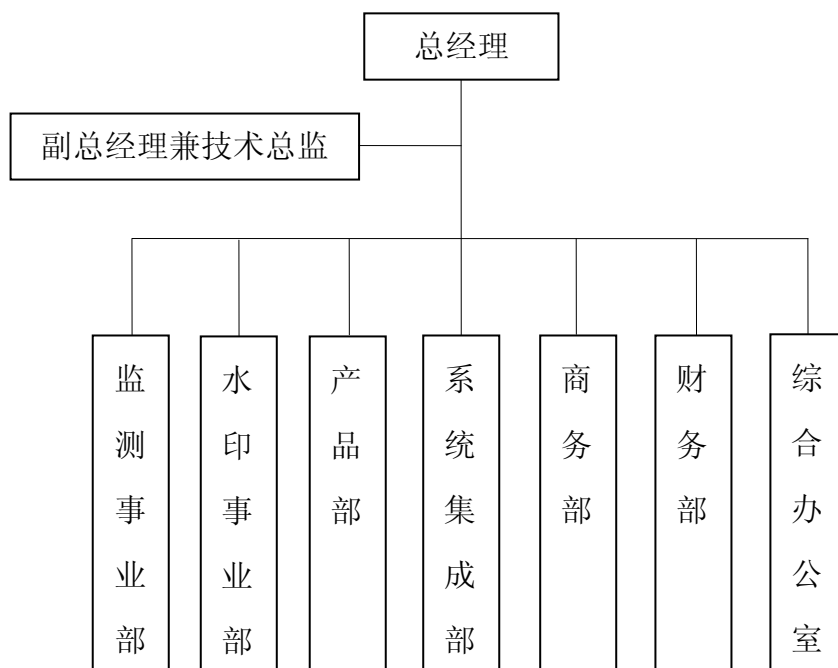 总经理
副总经理兼技术总监
监测事业部
水印事业部
产品部
系统集成部
商务部
财务部
综合办公室